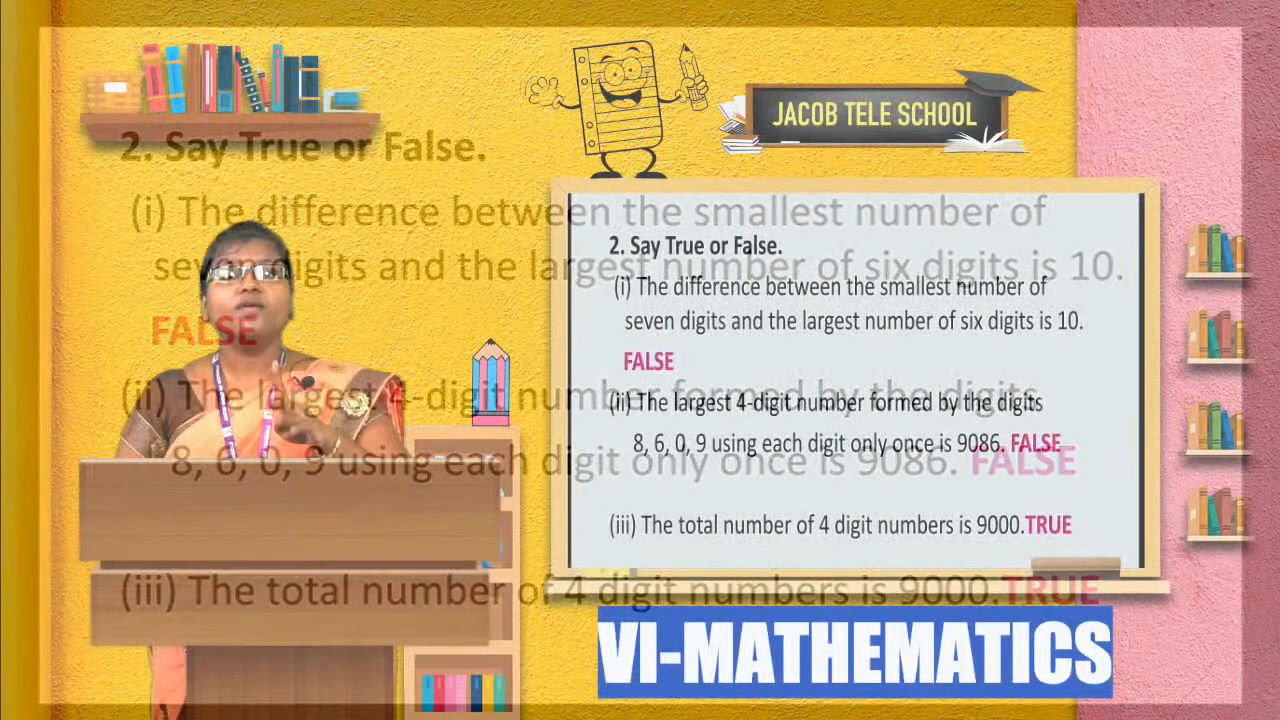 JACOB TELE SCHOOL
2. Say True or False.
(i) The difference between the smallest number of
seven digits and the largest number of six digits is 10.
FALSE
(ii) The largest 4-digit number formed by the digits
8, 6, 0, 9 using each digit only once is 9086. FALSE
(iii) The total number of 4 digit numbers is 9000.TRUE
2. Say True or False.
(i) The difference between the smallest number of
seven digits and the largest number of six digits is 10.
FALSE
(ii) The largest 4-digit number formed by the digits
8, 6, 0, 9 using each digit only once is 9086. FALSE
(iii) The total number of 4 digit numbers is 9000.TRUE
VI-MATHEMATICS